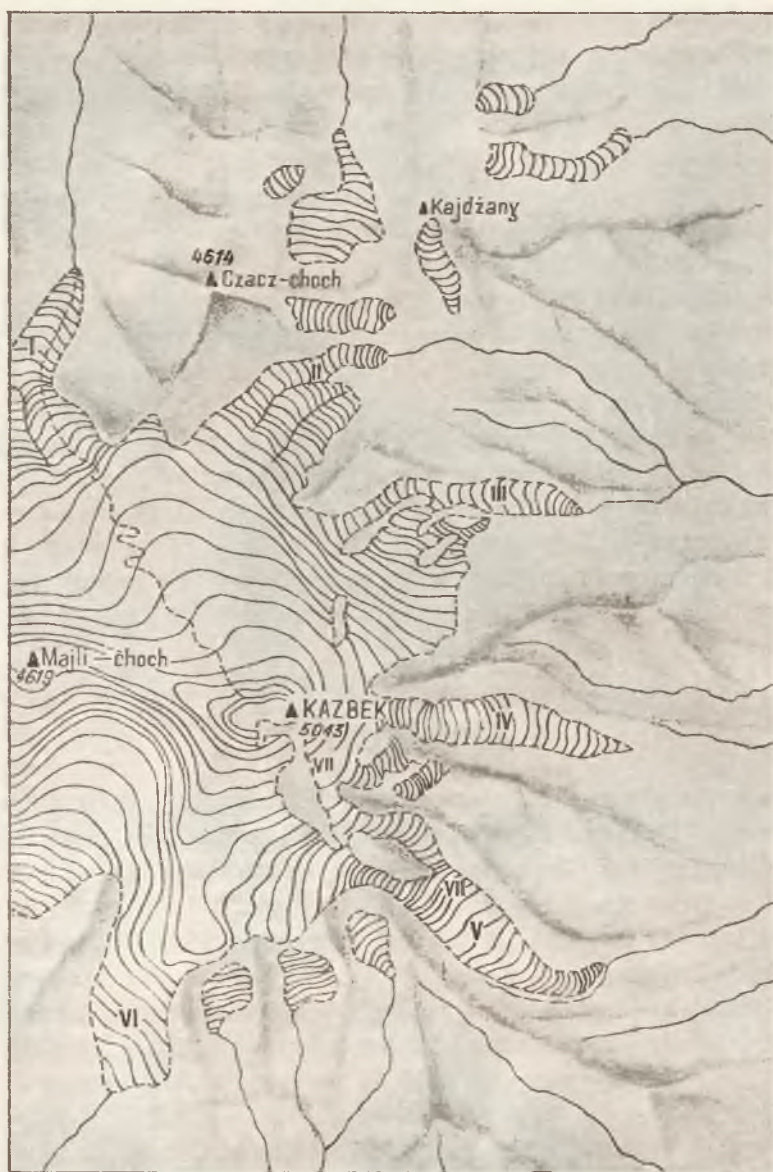 Kajdżany
4614
Czacz-choch
I
II
III
Majli-choch
4619
KAZBEK
5043
IV
VII
VII
V
VI